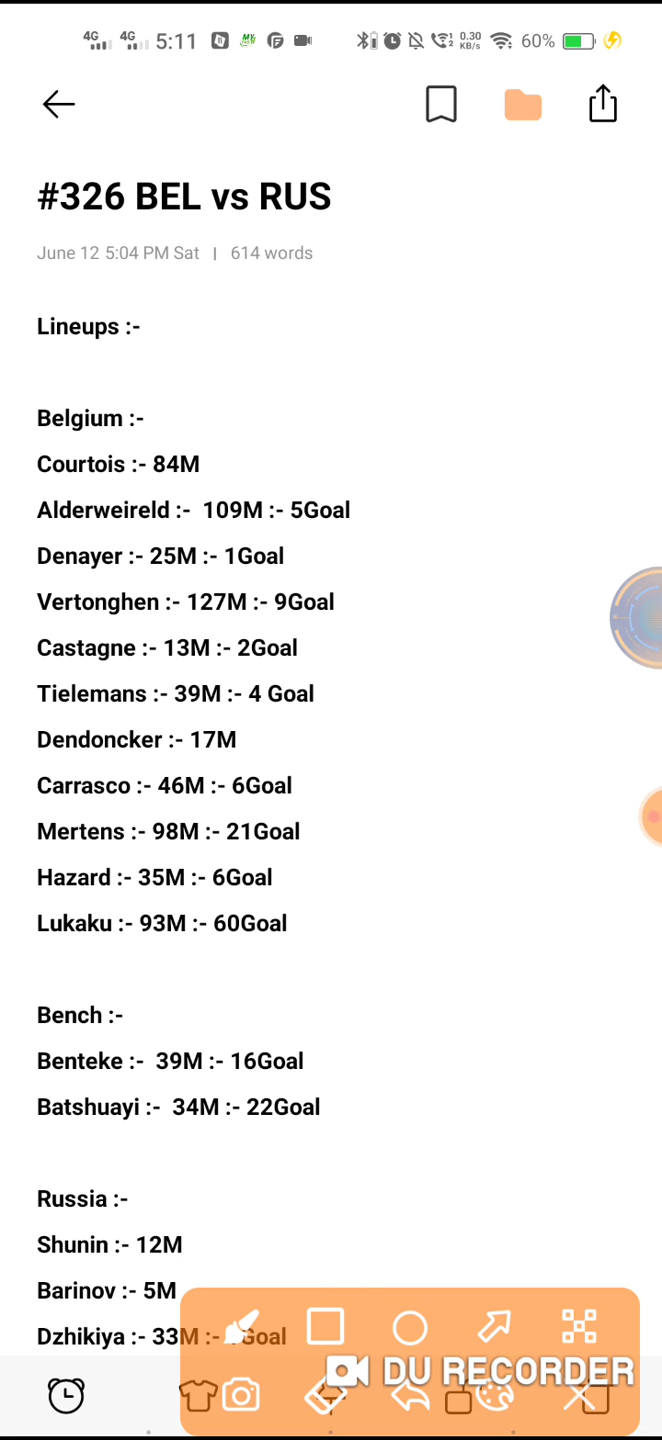 4G 4G 5:11 0.30 KB/s 60%
#326 BEL vs RUS
June 12 5:04 PM Sat | 614 words
Lineups :-
Belgium :-
Courtois :- 84M
Alderweireld :- 109M :- 5Goal
Denayer :- 25M :- 1Goal
Vertonghen :- 127M :- 9Goal
Castagne :- 13M :- 2Goal
Tielemans :- 39M :- 4 Goal
Dendoncker :- 17M
Carrasco :- 46M :- 6Goal
Mertens :- 98M :- 21Goal
Hazard :- 35M :- 6Goal
Lukaku :- 93M :- 60Goal
Bench :-
Benteke :- 39M :- 16Goal
Batshuayi :- 34M :- 22Goal
Russia :-
Shunin :- 12M
Barinov :- 5M
Dzhikiya :- 33M :- Goal
DU RECORDER